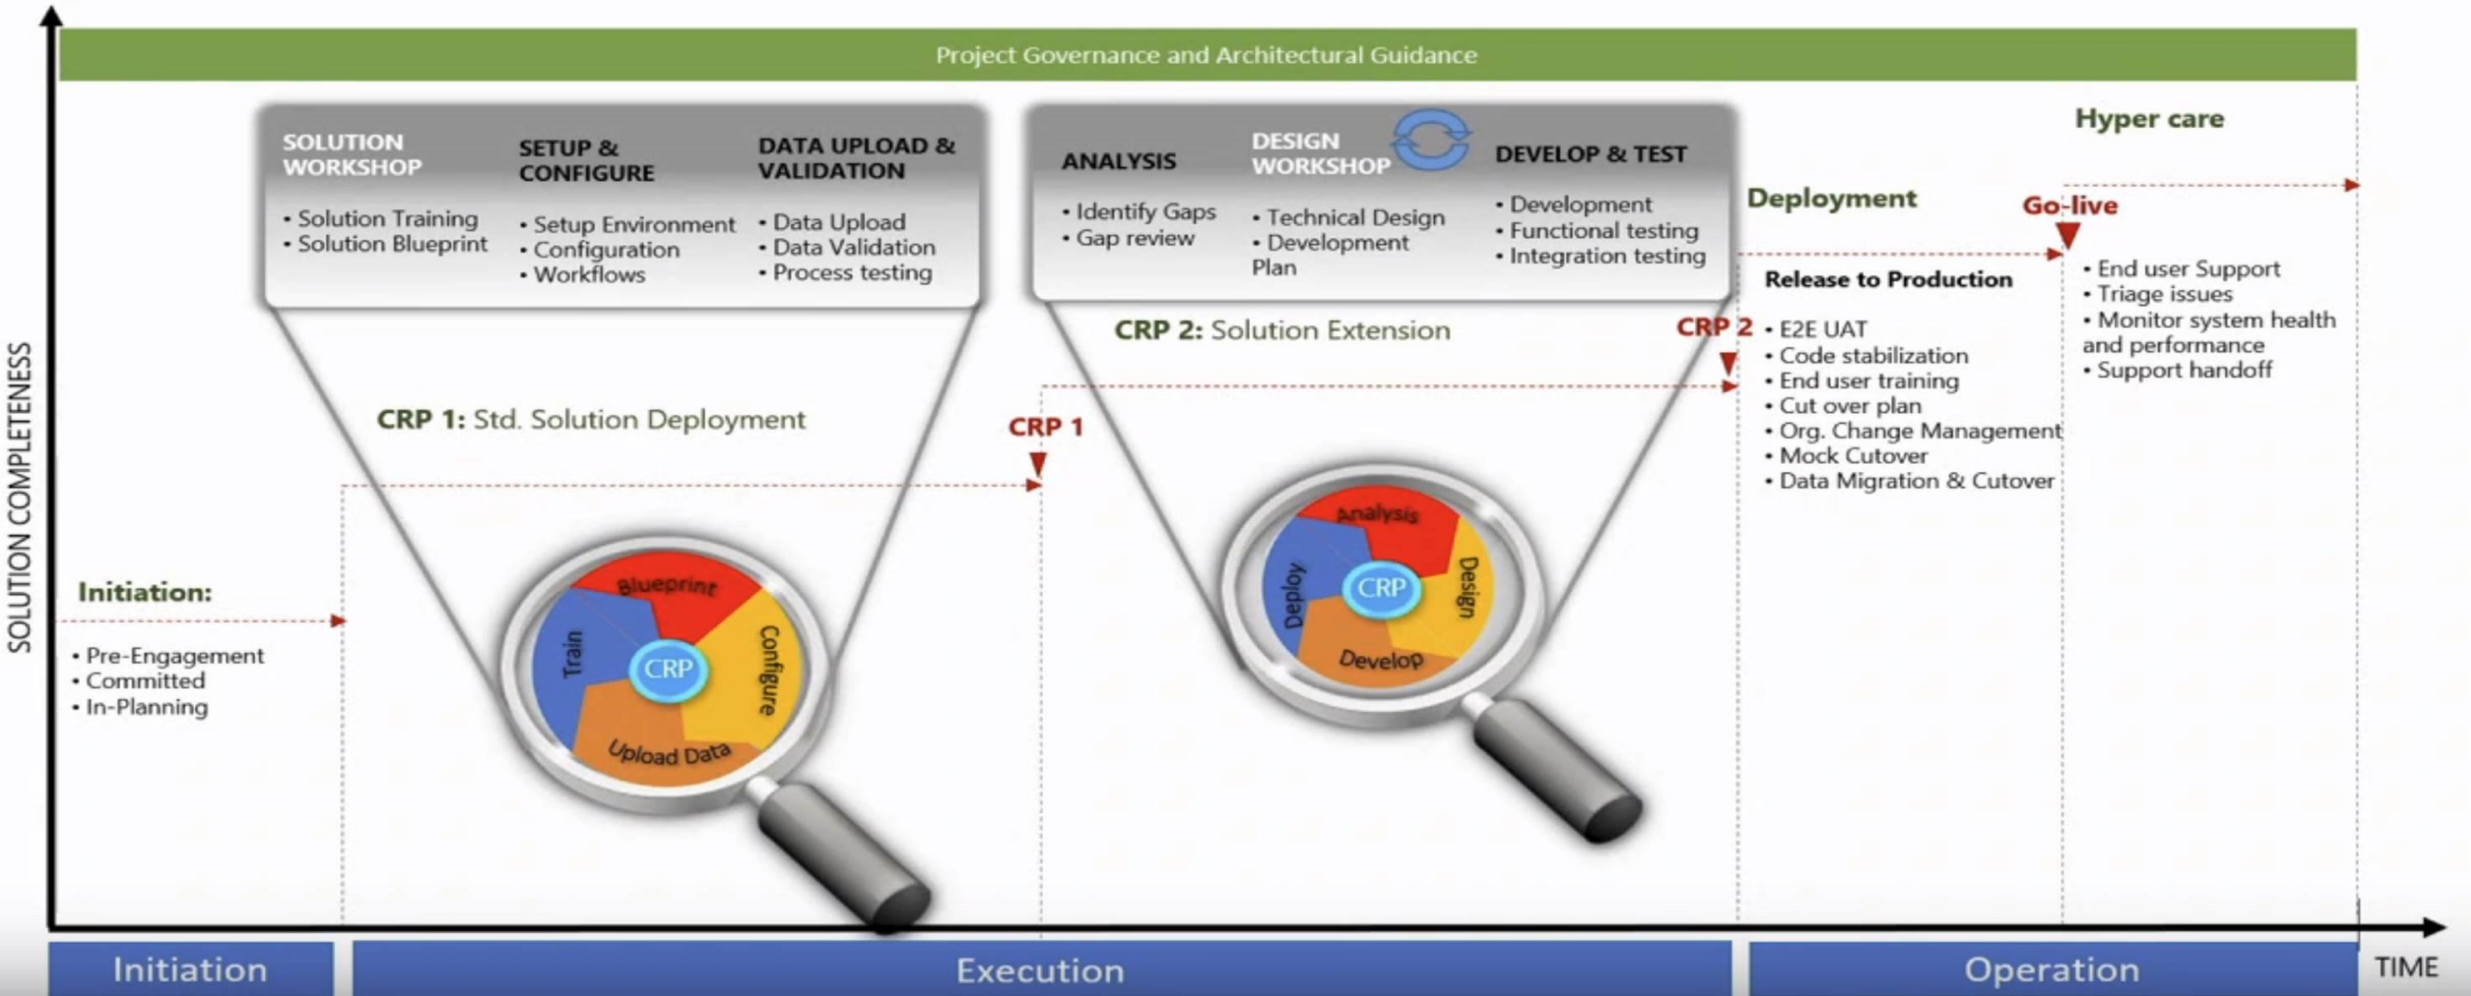 Project Governance and Architectural Guidance
SOLUTION COMPLETENESS
SOLUTION
WORKSHOP
• Solution Training
• Solution Blueprint
SETUP &
CONFIGURE
• Setup Environment
• Configuration
• Workflows
DATA UPLOAD &
VALIDATION
• Data Upload
• Data Validation
• Process testing
ANALYSIS
• Identify Gaps
• Gap review
DESIGN
WORKSHOP
• Technical Design
• Development
Plan
DEVELOP & TEST
• Development
• Functional testing
• Integration testing
Initiation:
• Pre-Engagement
• Committed
• In-Planning
CRP 1: Std. Solution Deployment
CRP 1
Blueprint
Configure
Upload Data
Train
CRP
CRP 2: Solution Extension
CRP 2
Analysis
Design
Develop
Deploy
CRP
Deployment
Release to Production
• E2E UAT
• Code stabilization
• End user training
• Cut over plan
• Org. Change Management
• Mock Cutover
• Data Migration & Cutover
Go-live
Hyper care
• End user Support
• Triage issues
• Monitor system health
and performance
• Support handoff
Initiation
Execution
Operation
TIME